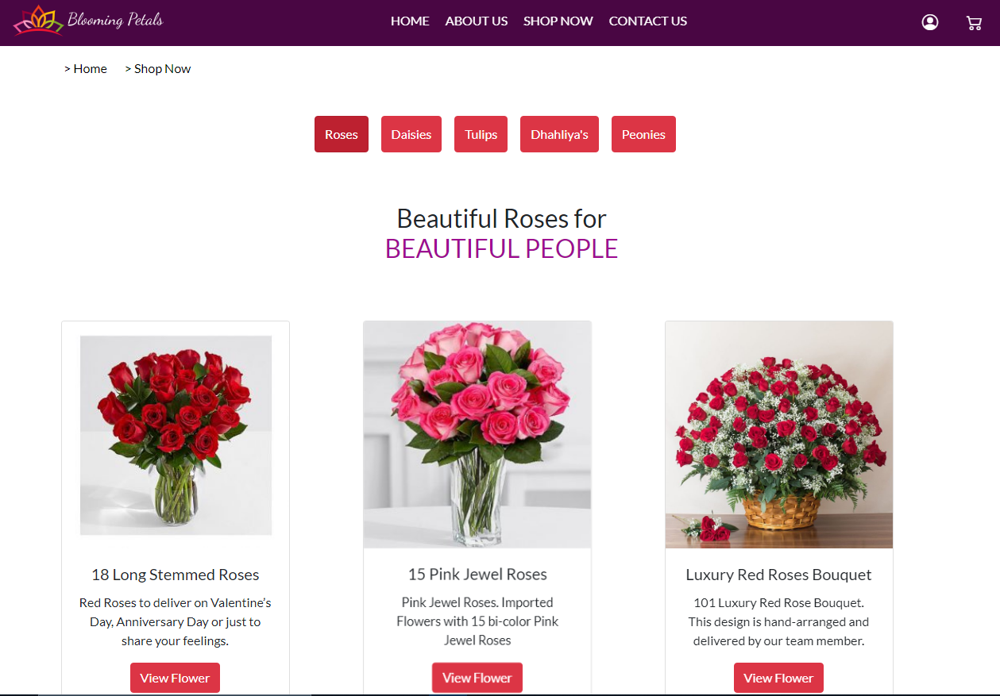 Blooming Petals
HOME ABOUT US SHOP NOW CONTACT US
> Home > Shop Now
Roses Daisies Tulips Dhahliya's Peonies
Beautiful Roses for
BEAUTIFUL PEOPLE
18 Long Stemmed Roses
Red Roses to deliver on Valentine’s
Day, Anniversary Day or just to
share your feelings.
View Flower
15 Pink Jewel Roses
Pink Jewel Roses. Imported
Flowers with 15 bi-color Pink
Jewel Roses
View Flower
Luxury Red Roses Bouquet
101 Luxury Red Rose Bouquet.
This design is hand-arranged and
delivered by our team member.
View Flower